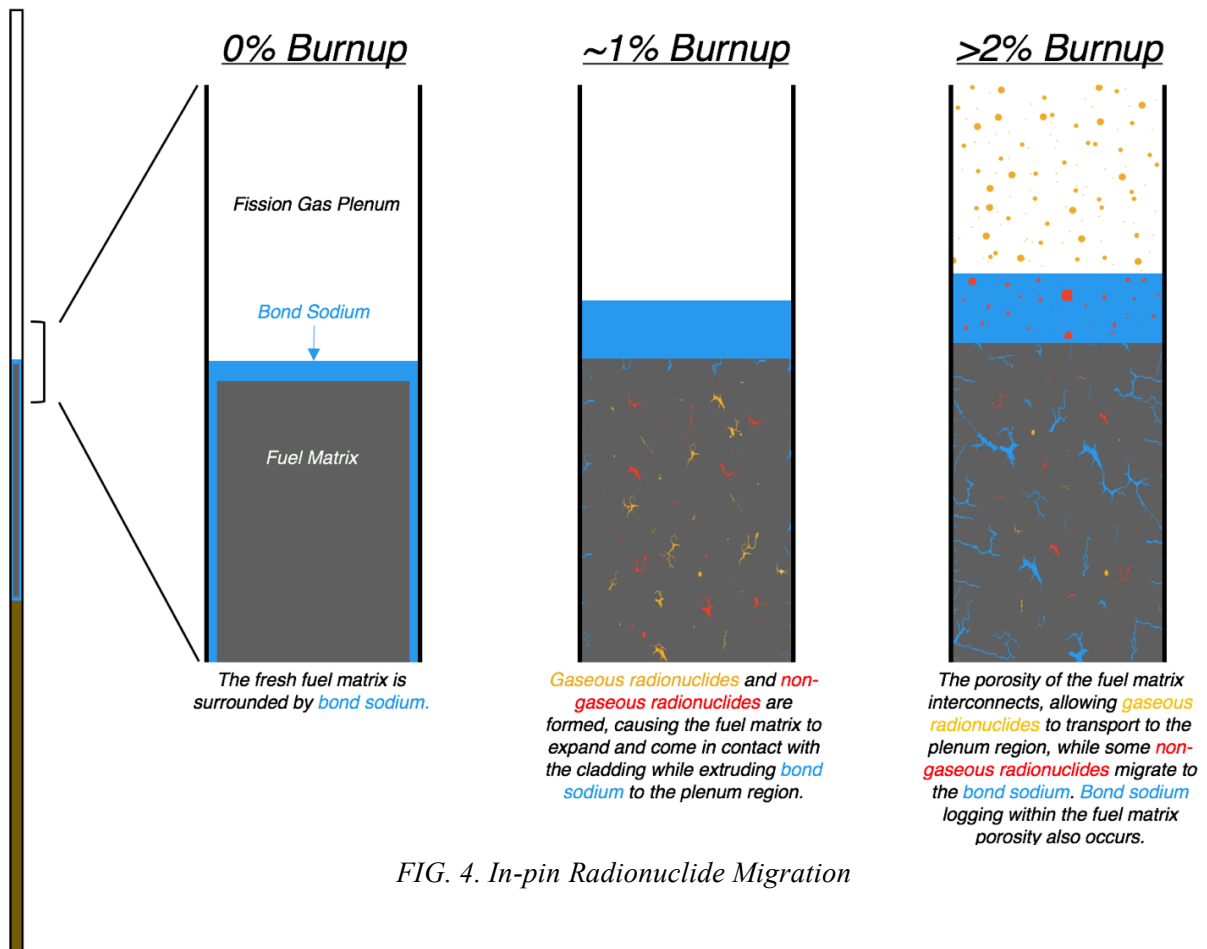 0% Burnup
~1% Burnup
>2% Burnup
Fission Gas Plenum
Bond Sodium
Fuel Matrix
The fresh fuel matrix is
surrounded by bond sodium.
Gaseous radionuclides and non-
gaseous radionuclides are
formed, causing the fuel matrix to
expand and come in contact with
the cladding while extruding bond
sodium to the plenum region.
The porosity of the fuel matrix
interconnects, allowing gaseous
radionuclides to transport to the
plenum region, while some non-
gaseous radionuclides migrate to
the bond sodium. Bond sodium
logging within the fuel matrix
porosity also occurs.
FIG. 4. In-pin Radionuclide Migration